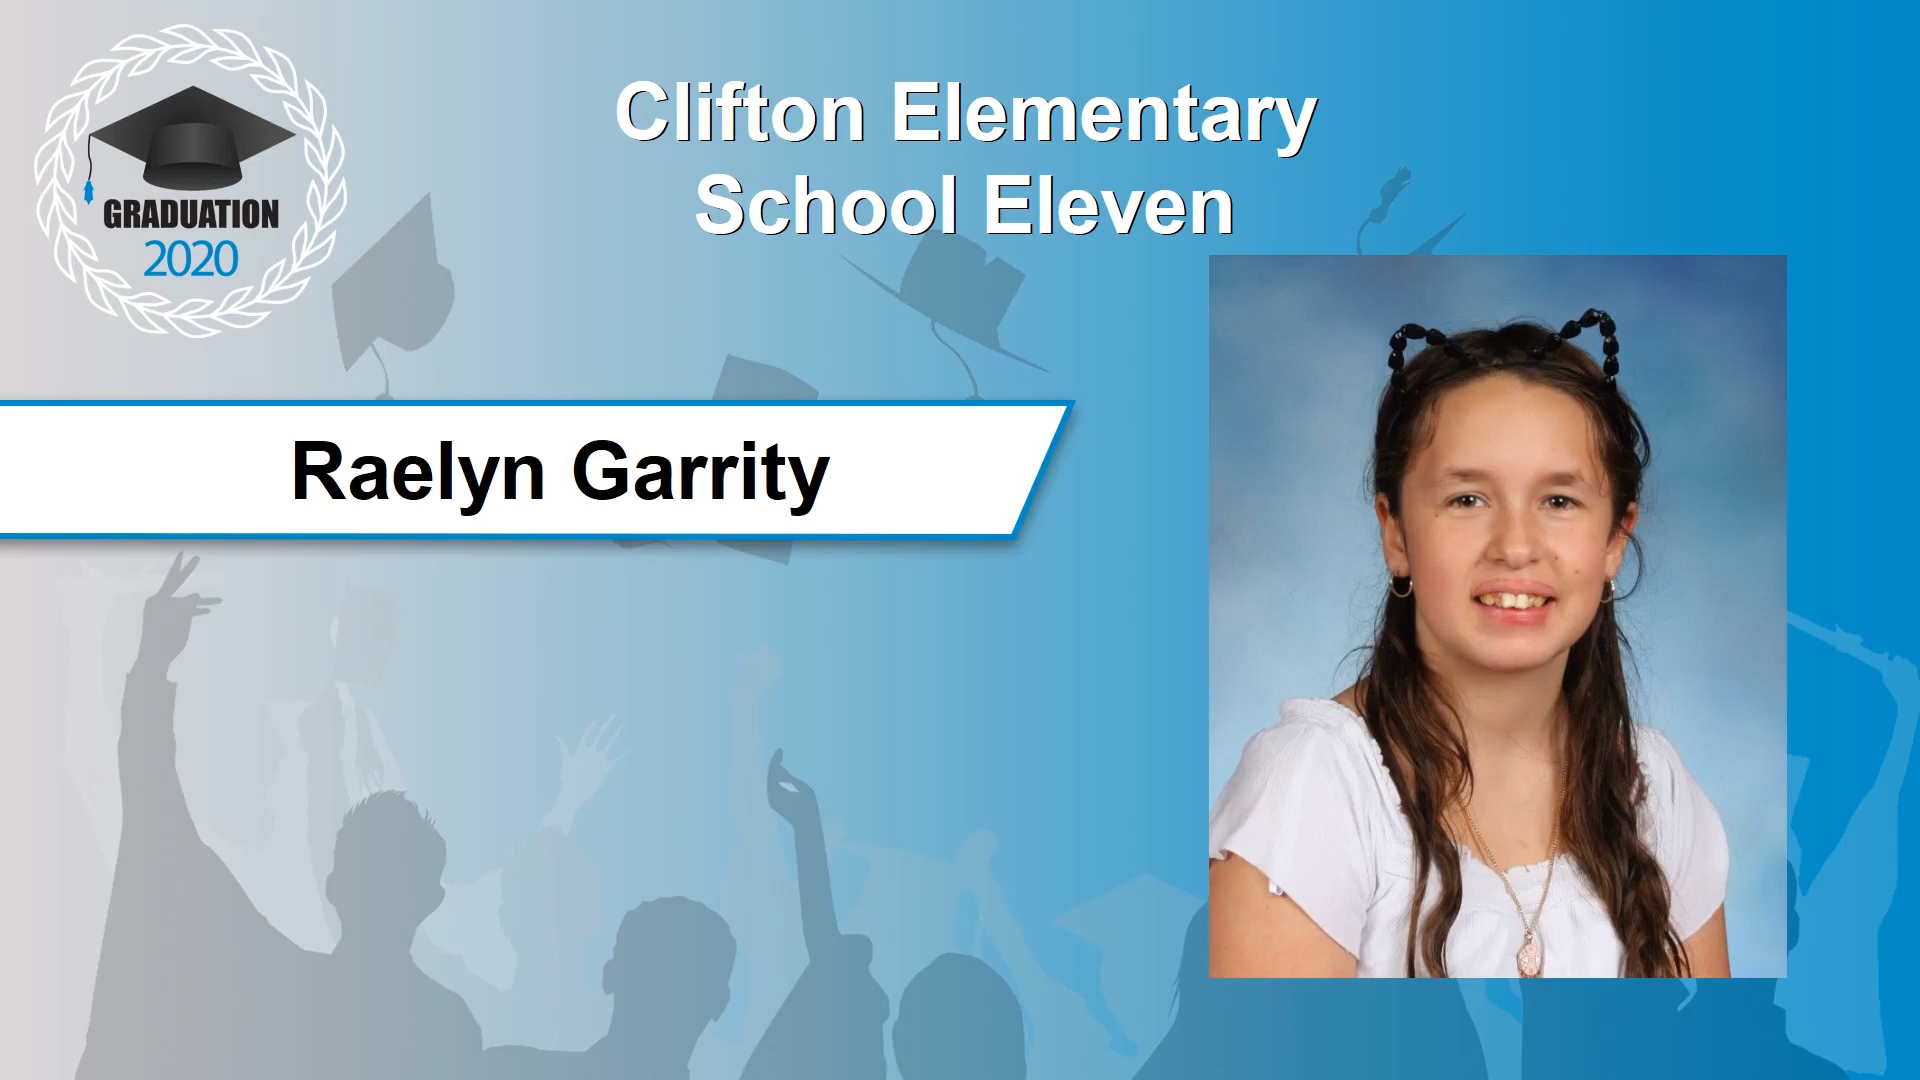 Clifton Elementary
School Eleven
GRADUATION
2020
Raelyn Garrity